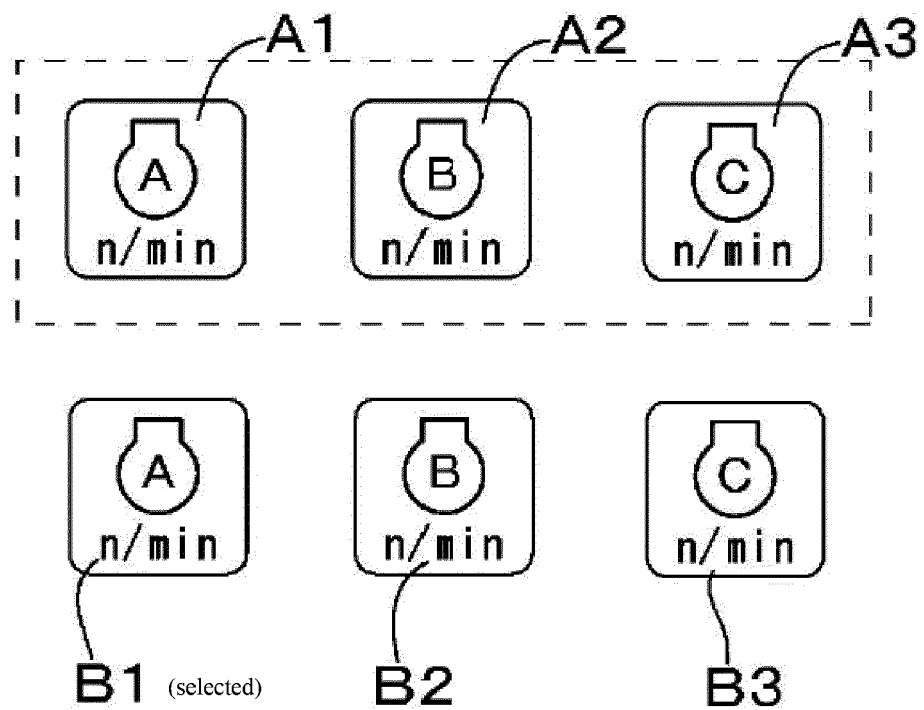 A1 A2 A3
A B C
n/min n/min n/min
A B C
n/min n/min n/min
B1 (selected) B2 B3